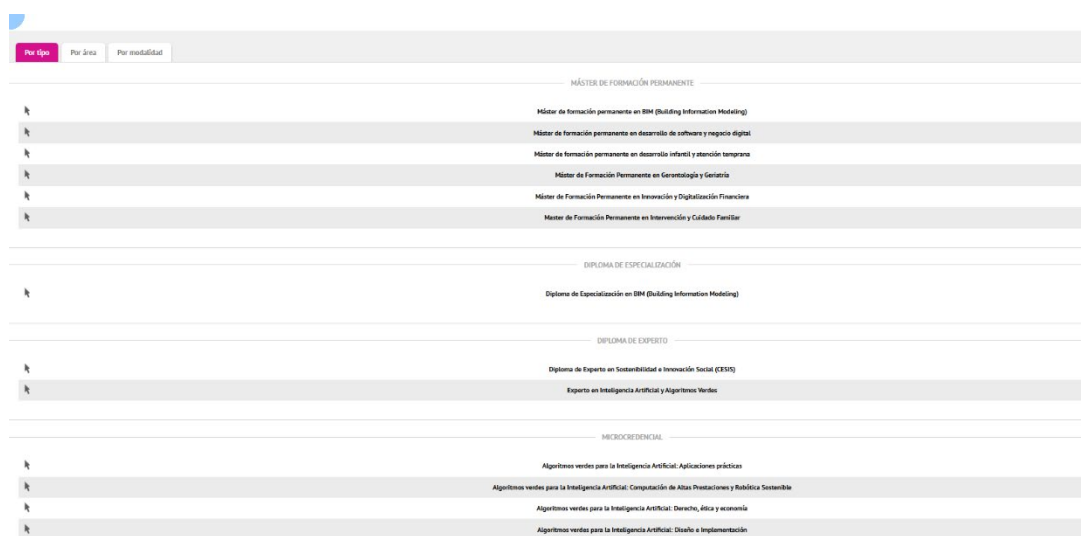 Por tipo
Por área
Por modalidad
MÁSTER DE FORMACIÓN PERMANENTE
Máster de formación permanente en BIM (Building Information Modeling)
Máster de formación permanente en desarrollo de software y negocio digital
Máster de formación permanente en desarrollo infantil y atención temprana
Máster de Formación Permanente en Gerontología y Geriatría
Máster de Formación Permanente en Innovación y Digitalización Financiera
Master de Formación Permanente en Intervención y Cuidado Familiar
DIPLOMA DE ESPECIALIZACIÓN
Diploma de Especialización en BIM (Building Information Modeling)
DIPLOMA DE EXPERTO
Diploma de Experto en Sostenibilidad e Innovación Social (CESIS)
Experto en Inteligencia Artificial y Algoritmos Verdes
MICROCREDENCIAL
Algoritmos verdes para la Inteligencia Artificial: Aplicaciones prácticas
Algoritmos verdes para la Inteligencia Artificial: Computación de Altas Prestaciones y Robótica Sostenible
Algoritmos verdes para la Inteligencia Artificial: Derecho, ética y economía
Algoritmos verdes para la Inteligencia Artificial: Diseño e Implementación